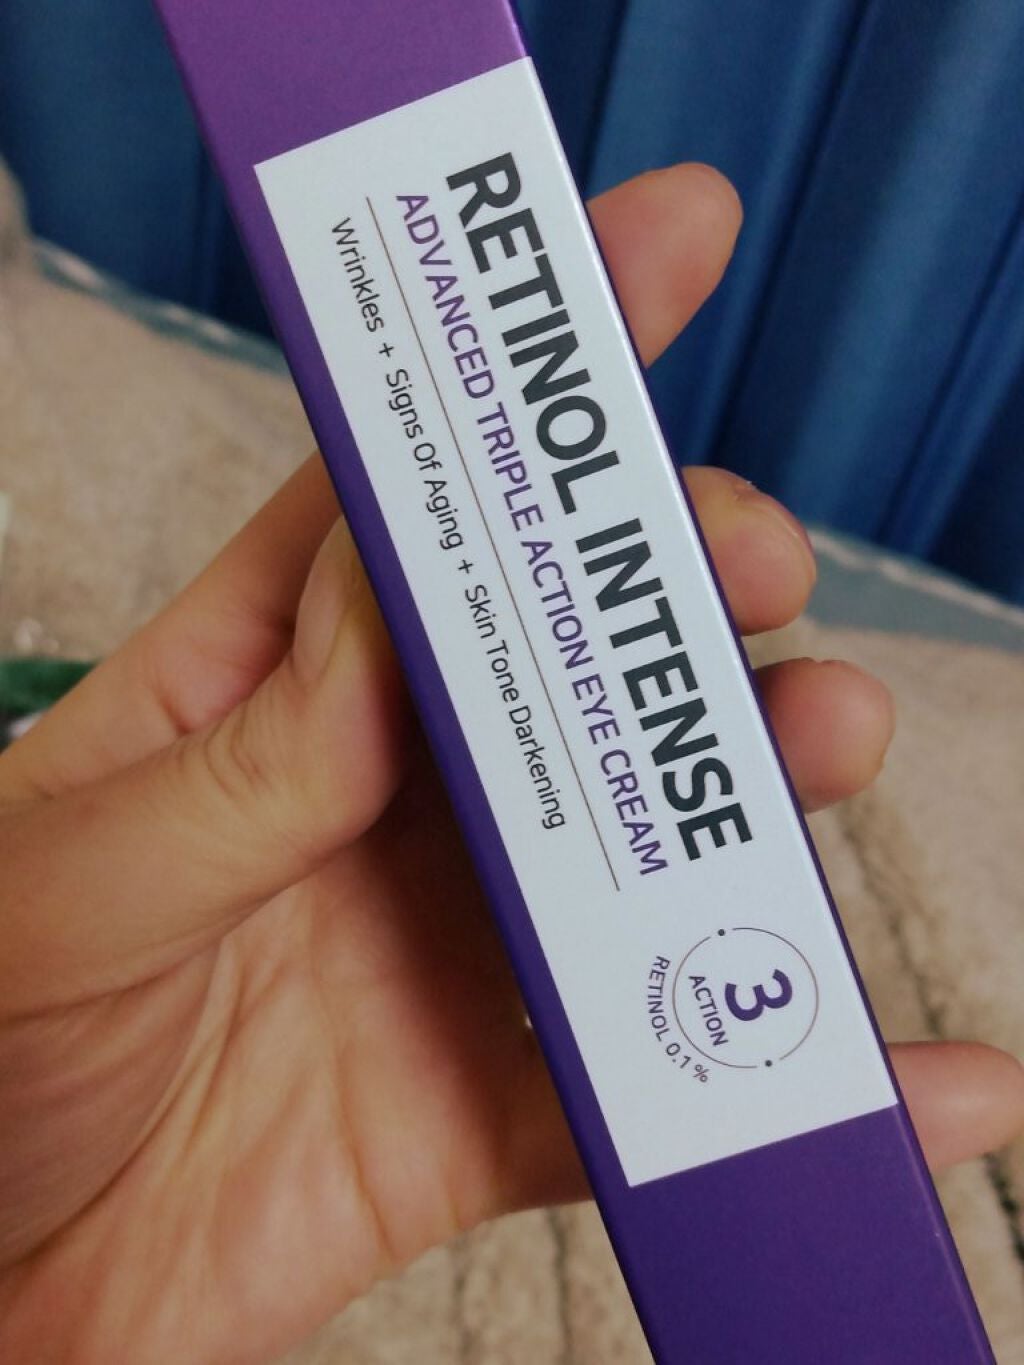 RETINOL INTENSE
ADVANCED TRIPLE ACTION EYE CREAM
Wrinkles + Signs Of Aging + Skin Tone Darkening
3
ACTION
RETINOL 0.1%